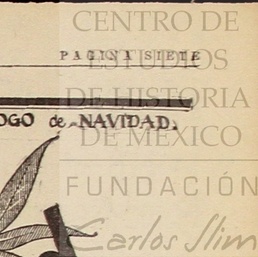 CENTRO DE
PAGINA SIETE
ESTUDIOS
DE HISTORIA
OGO de NAVIDAD.
DE MÉXICO
FUNDACIÓN
Carlos Slim